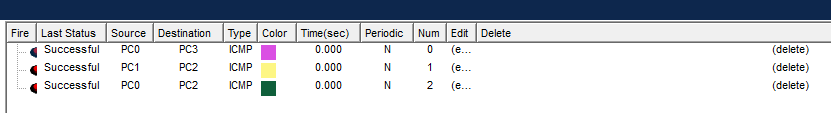 Fire Last Status Source Destination Type Color Time(sec) Periodic Num Edit Delete
Successful PC0 PC3 ICMP 0.000 N 0 (e... (delete)
Successful PC1 PC2 ICMP 0.000 N 1 (e... (delete)
Successful PC0 PC2 ICMP 0.000 N 2 (e... (delete)